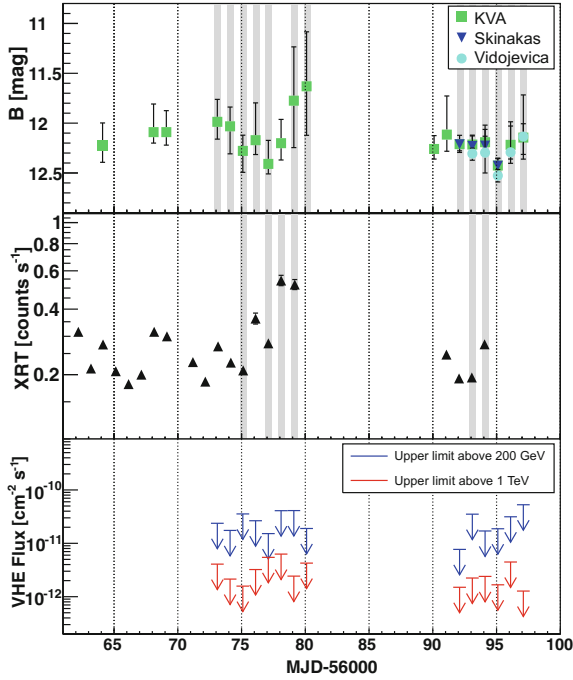 B [mag]
11
11.5
12
12.5
KVA
Skinakas
Vidojevica
XRT [counts s⁻¹]
1
0.8
0.6
0.4
0.2
VHE Flux [cm⁻² s⁻¹]
10⁻¹⁰
10⁻¹¹
10⁻¹²
Upper limit above 200 GeV
Upper limit above 1 TeV
65 70 75 80 85 90 95 100
MJD-56000